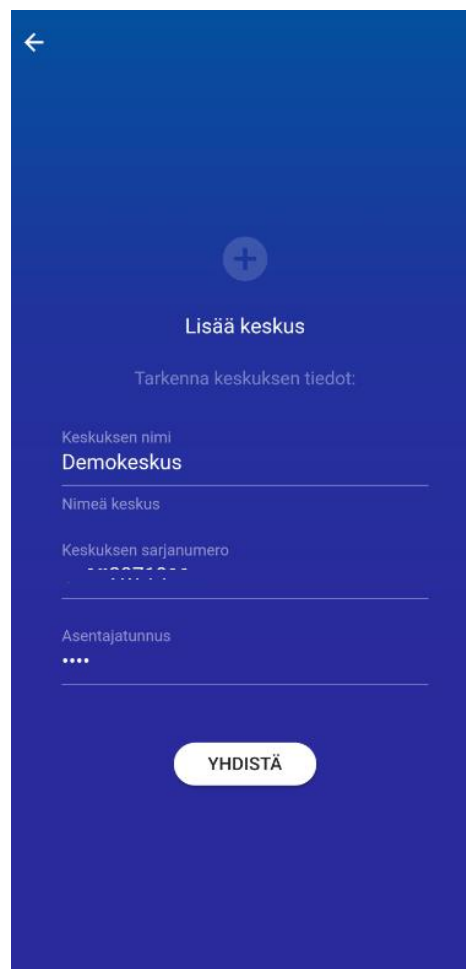 Lisää keskus
Tarkenna keskuksen tiedot:
Keskuksen nimi
Demokeskus
Nimeä keskus
Keskuksen sarjanumero
Asentajatunnus
••••
YHDISTÄ